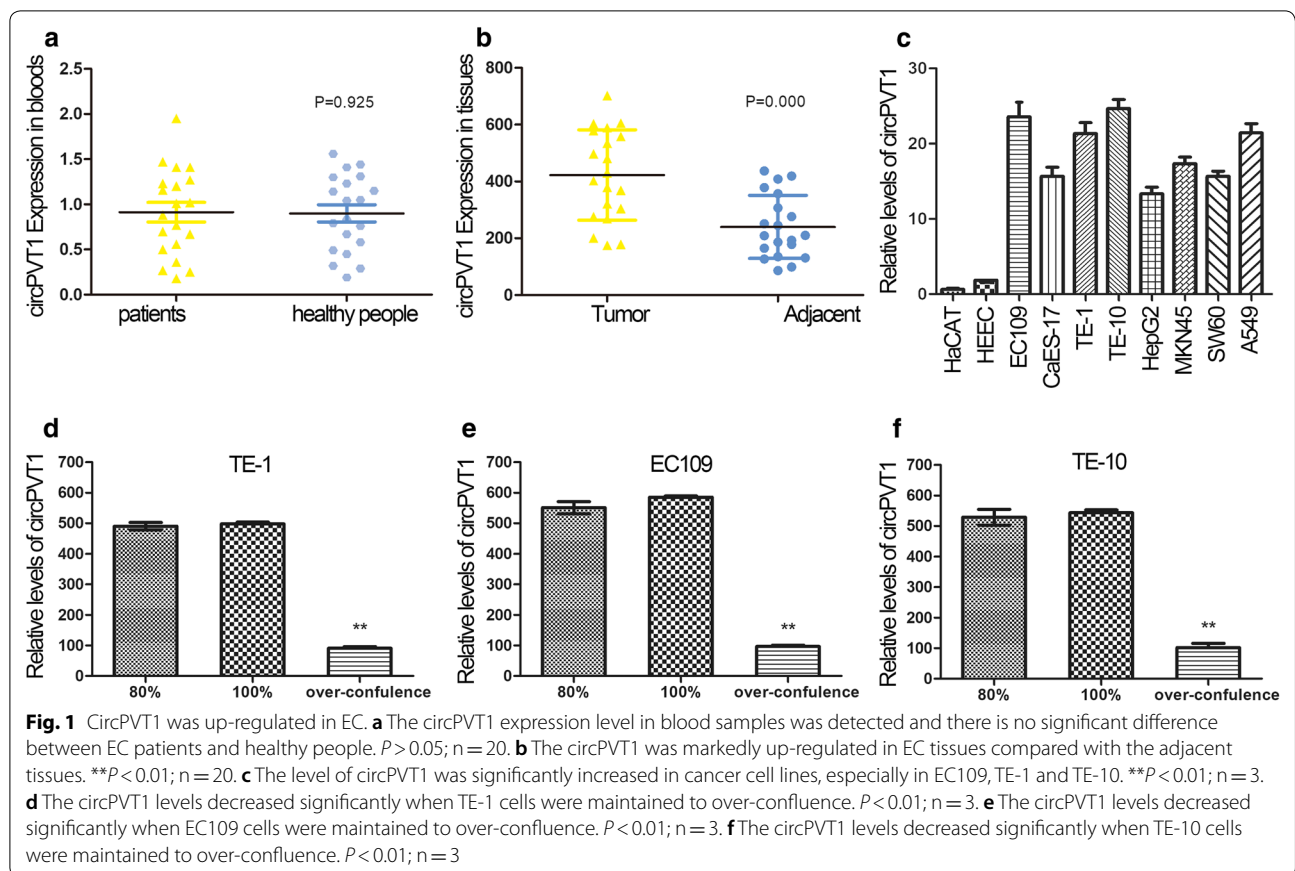 a
circPVT1 Expression in bloods
2.5
2.0
1.5
1.0
0.5
0.0
P=0.925
patients
healthy people
b
circPVT1 Expression in tissues
800
600
400
200
0
P=0.000
Tumor
Adjacent
c
Relative levels of circPVT1
30
20
10
0
HaCAT
HEEC
EC109
CaES-17
TE-1
TE-10
HepG2
MKN45
SW60
A549
d
TE-1
Relative levels of circPVT1
700
600
500
400
300
200
100
0
**
80%
100%
over-confulence
e
EC109
Relative levels of circPVT1
700
600
500
400
300
200
100
0
**
80%
100%
over-confulence
f
TE-10
Relative levels of circPVT1
700
600
500
400
300
200
100
0
**
80%
100%
over-confulence
Fig. 1 CircPVT1 was up-regulated in EC. a The circPVT1 expression level in blood samples was detected and there is no significant difference
between EC patients and healthy people. P > 0.05; n = 20. b The circPVT1 was markedly up-regulated in EC tissues compared with the adjacent
tissues. **P < 0.01; n = 20. c The level of circPVT1 was significantly increased in cancer cell lines, especially in EC109, TE-1 and TE-10. **P < 0.01; n = 3.
d The circPVT1 levels decreased significantly when TE-1 cells were maintained to over-confluence. P < 0.01; n = 3. e The circPVT1 levels decreased
significantly when EC109 cells were maintained to over-confluence. P < 0.01; n = 3. f The circPVT1 levels decreased significantly when TE-10 cells
were maintained to over-confluence. P < 0.01; n = 3